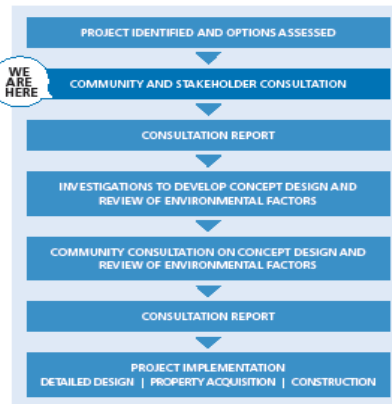 PROJECT IDENTIFIED AND OPTIONS ASSESSED
WE
ARE
HERE
COMMUNITY AND STAKEHOLDER CONSULTATION
CONSULTATION REPORT
INVESTIGATIONS TO DEVELOP CONCEPT DESIGN AND
REVIEW OF ENVIRONMENTAL FACTORS
COMMUNITY CONSULTATION ON CONCEPT DESIGN AND
REVIEW OF ENVIRONMENTAL FACTORS
CONSULTATION REPORT
PROJECT IMPLEMENTATION
DETAILED DESIGN | PROPERTY ACQUISITION | CONSTRUCTION